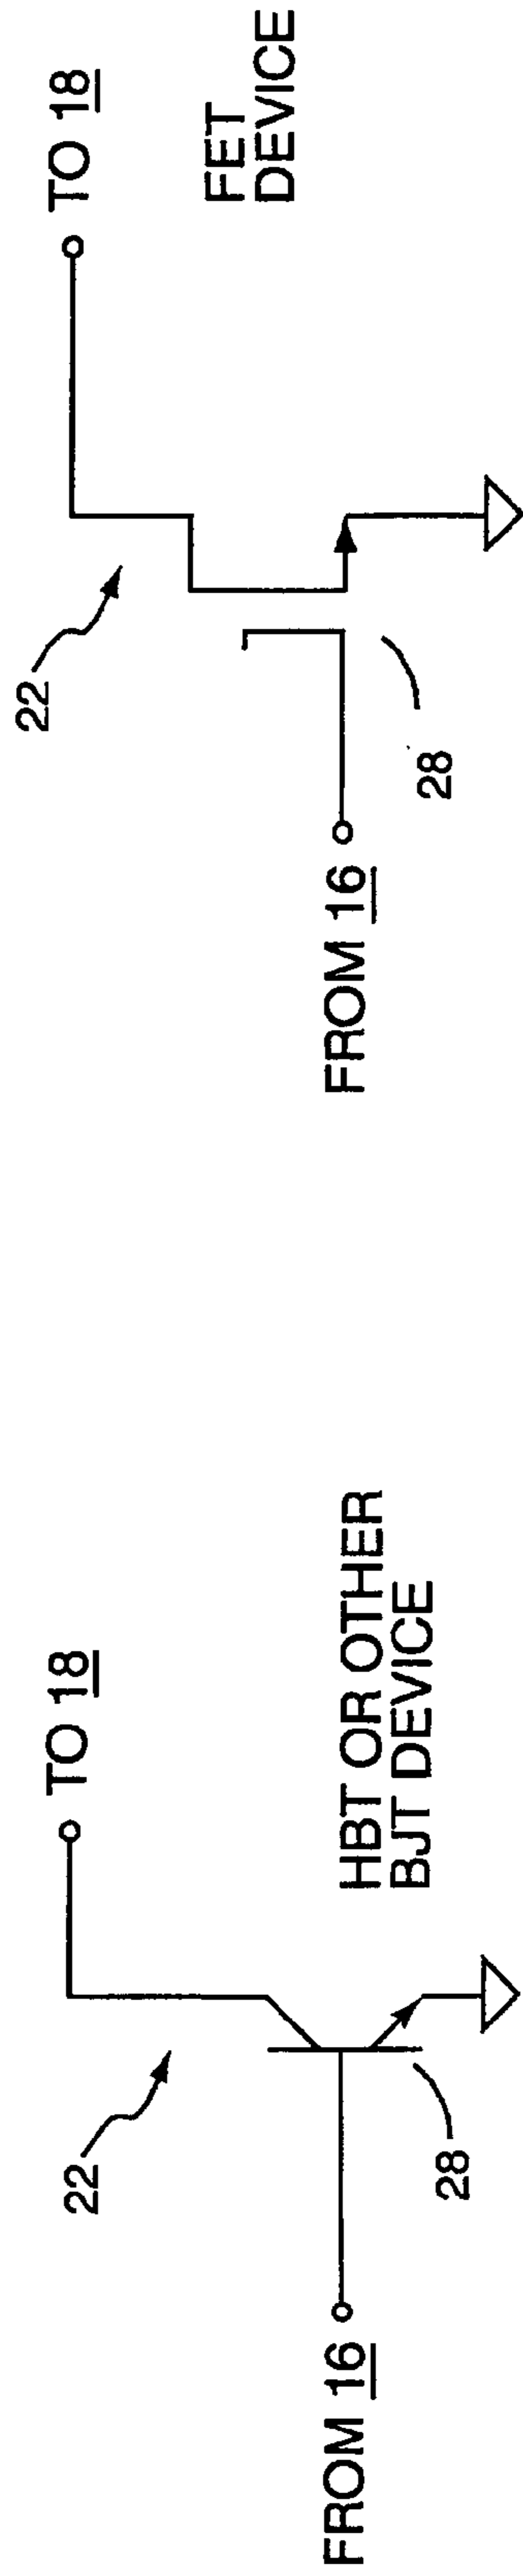 TO 18
22
FROM 16
28
HBT OR OTHER
BJT DEVICE
TO 18
22
FROM 16
28
FET
DEVICE